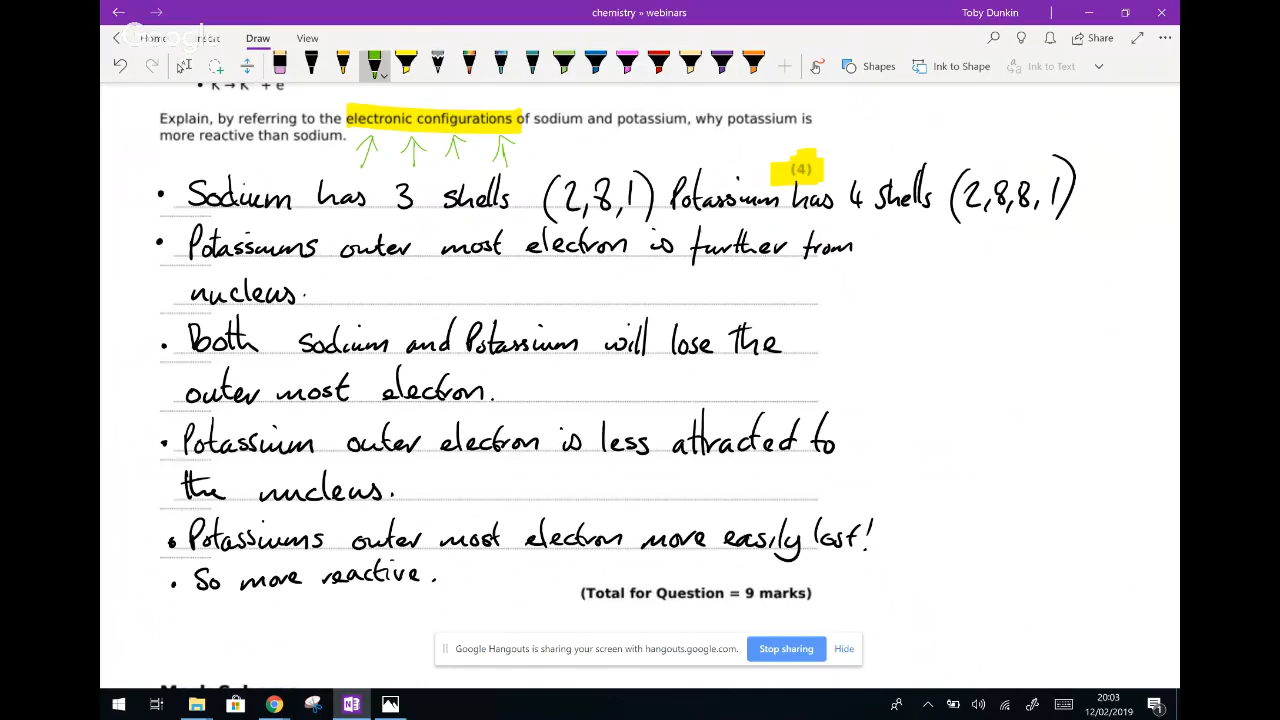 chemistry » webinars
Toby Dunkin
Google
Home
Insert
Draw
View
Share
Shapes
Ink to Shape
Ink to Text
Explain, by referring to the electronic configurations of sodium and potassium, why potassium is
more reactive than sodium.
(4)
• Sodium has 3 shells (2,8,1) Potassium has 4 shells (2,8,8,1)
• Potassiums outer most electron is further from
nucleus.
• Both sodium and Potassium will lose the
outer most electron.
• Potassium outer electron is less attracted to
the nucleus.
• Potassiums outer most electron more easily lost!
• So more reactive.
(Total for Question = 9 marks)
Google Hangouts is sharing your screen with hangouts.google.com.
Stop sharing
Hide
20:03
12/02/2019